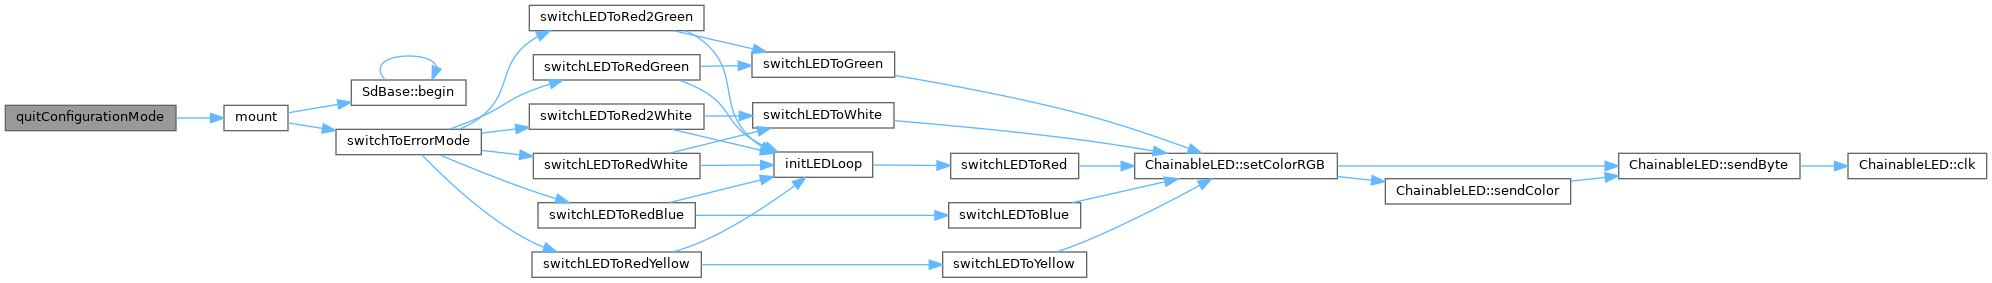 quitConfigurationMode
mount
SdBase::begin
switchToErrorMode
switchLEDToRed2Green
switchLEDToRedGreen
switchLEDToRed2White
switchLEDToRedWhite
switchLEDToRedBlue
switchLEDToRedYellow
switchLEDToGreen
switchLEDToWhite
initLEDLoop
switchLEDToRed
switchLEDToBlue
switchLEDToYellow
ChainableLED::setColorRGB
ChainableLED::sendColor
ChainableLED::sendByte
ChainableLED::clk